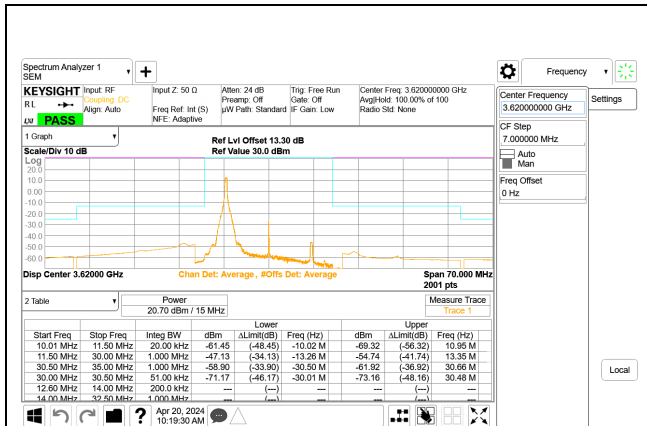 Spectrum Analyzer 1
SEM
Frequency
KEYSIGHT
R L
PASS
Input: RF
Coupling: DC
Align: Auto
Input Z: 50 Ω
Freq Ref: Int (S)
NFE: Adaptive
Atten: 24 dB
Preamp: Off
µW Path: Standard
Trig: Free Run
Gate: Off
IF Gain: Low
Center Freq: 3.620000000 GHz
Avg|Hold: 100.00% of 100
Radio Std: None
Center Frequency
3.620000000 GHz
Settings
CF Step
7.000000 MHz
Auto
Man
Freq Offset
0 Hz
1 Graph
Scale/Div 10 dB
Ref Lvl Offset 13.30 dB
Ref Value 30.0 dBm
Log
20.0
10.0
0.00
-10.0
-20.0
-30.0
-40.0
-50.0
-60.0
Disp Center 3.62000 GHz
Chan Det: Average, #Offs Det: Average
Span 70.000 MHz
2001 pts
2 Table
Power
20.70 dBm / 15 MHz
Measure Trace
Trace 1
Lower Upper
Start Freq Stop Freq Integ BW dBm ΔLimit(dB) Freq (Hz) dBm ΔLimit(dB) Freq (Hz)
10.01 MHz 11.50 MHz 20.00 kHz -61.45 (-48.45) -10.02 M -69.32 (-56.32) 10.95 M
11.50 MHz 30.00 MHz 1.000 MHz -47.13 (-34.13) -13.26 M -54.74 (-41.74) 13.35 M
30.50 MHz 35.00 MHz 1.000 MHz -58.90 (-33.90) -30.50 M -61.92 (-36.92) 30.66 M
30.00 MHz 30.50 MHz 51.00 kHz -71.17 (-46.17) -30.01 M -73.16 (-48.16) 30.48 M
12.60 MHz 14.00 MHz 200.0 kHz --- (---) --- --- (---) ---
14.00 MHz 32.50 MHz 1.000 MHz --- (---) --- --- (---) ---
Local
? Apr 20, 2024
10:19:30 AM